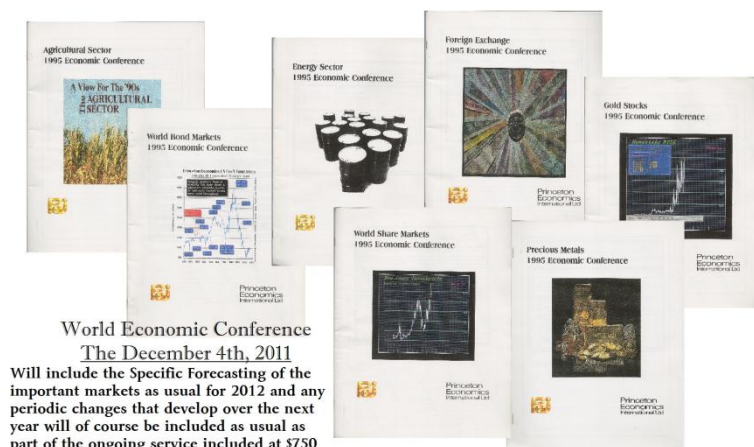 Agricultural Sector
1995 Economic Conference
A View For The '90s
The AGRICULTURAL
SECTOR
World Bond Markets
1995 Economic Conference
Princeton
Economics
International Ltd
Energy Sector
1995 Economic Conference
Foreign Exchange
1995 Economic Conference
Princeton
Economics
International Ltd
Gold Stocks
1995 Economic Conference
Princeton
Economics
International Ltd
World Share Markets
1995 Economic Conference
Princeton
Economics
International Ltd
Precious Metals
1995 Economic Conference
Princeton
Economics
International Ltd
World Economic Conference
The December 4th, 2011
Will include the Specific Forecasting of the
important markets as usual for 2012 and any
periodic changes that develop over the next
year will of course be included as usual as
part of the ongoing service included at $750